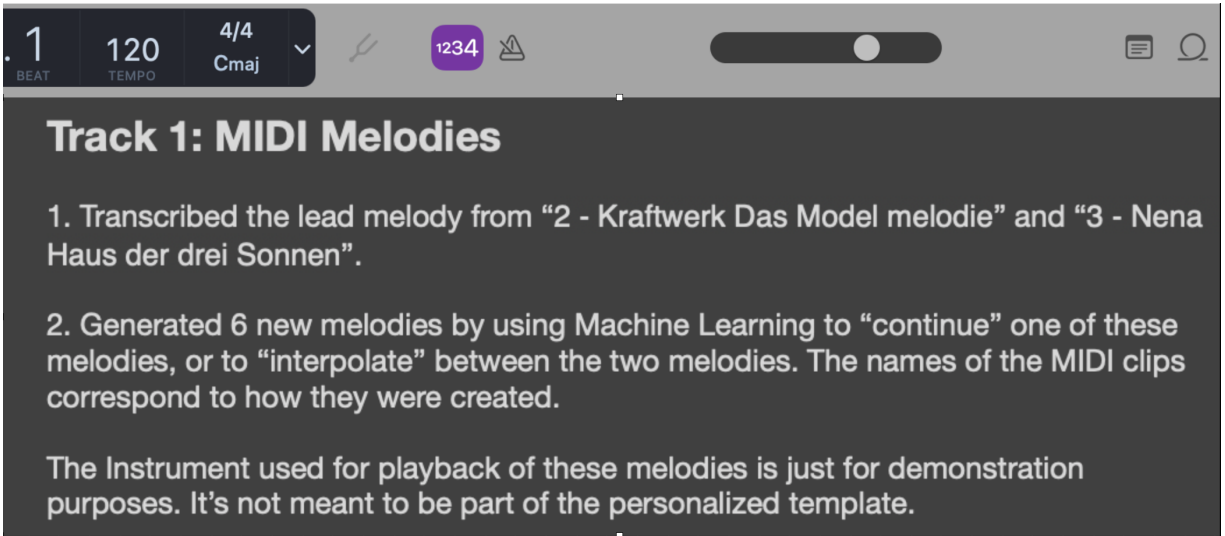 . 1 120 4/4
BEAT TEMPO Cmaj
1234
Track 1: MIDI Melodies
1. Transcribed the lead melody from “2 - Kraftwerk Das Model melodie” and “3 - Nena
Haus der drei Sonnen”.
2. Generated 6 new melodies by using Machine Learning to “continue” one of these
melodies, or to “interpolate” between the two melodies. The names of the MIDI clips
correspond to how they were created.
The Instrument used for playback of these melodies is just for demonstration
purposes. It’s not meant to be part of the personalized template.